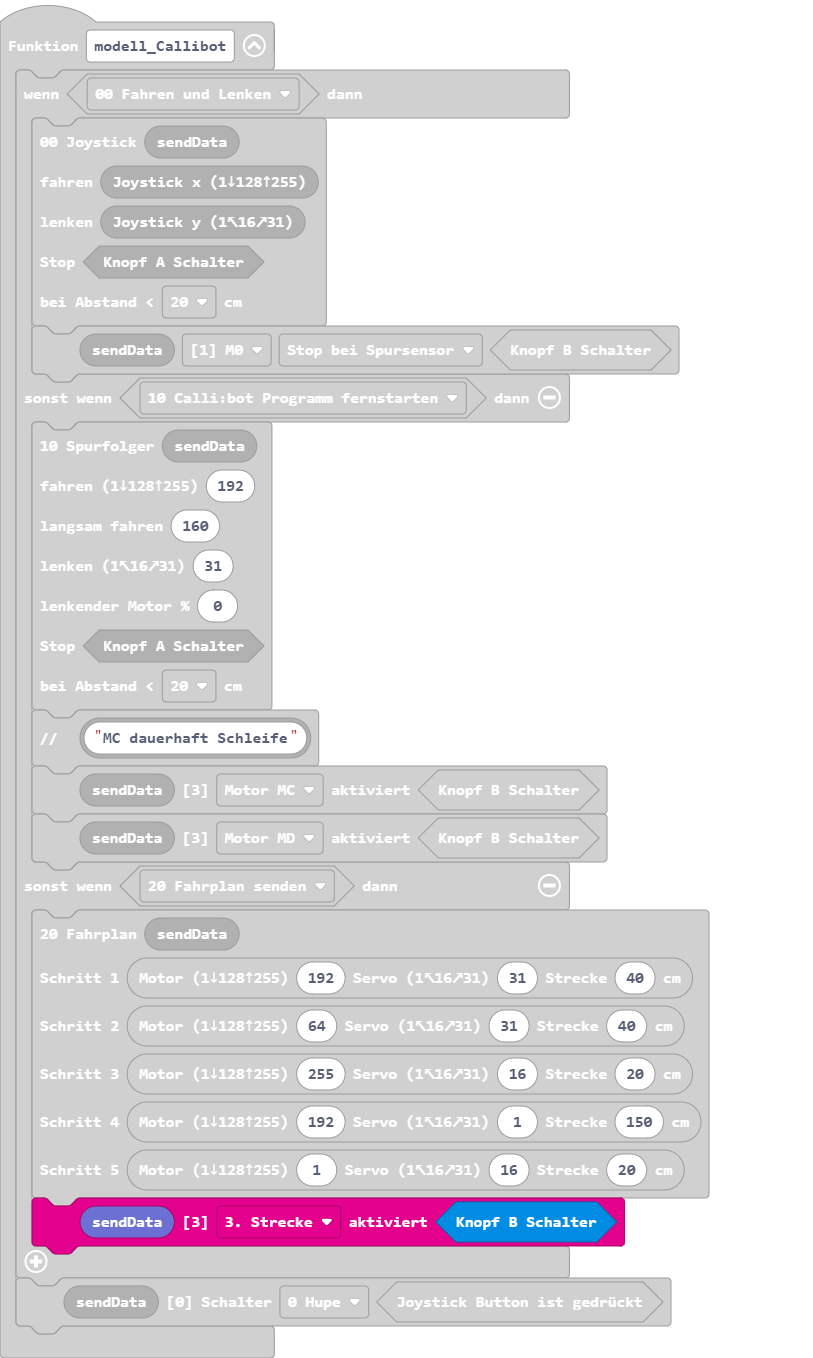 Funktion modell_Callibot
wenn 00 Fahren und Lenken dann
00 Joystick sendData
fahren Joystick x (1↓128↑255)
lenken Joystick y (1↖16↗31)
Stop Knopf A Schalter
bei Abstand < 20 cm
sendData [1] M0 Stop bei Spursensor Knopf B Schalter
sonst wenn 10 Calli:bot Programm fernstarten dann
10 Spurfolger sendData
fahren (1↓128↑255) 192
langsam fahren 160
lenken (1↖16↗31) 31
lenkender Motor % 0
Stop Knopf A Schalter
bei Abstand < 20 cm
// "MC dauerhaft Schleife"
sendData [3] Motor MC aktiviert Knopf B Schalter
sendData [3] Motor MD aktiviert Knopf B Schalter
sonst wenn 20 Fahrplan senden dann
20 Fahrplan sendData
Schritt 1 Motor (1↓128↑255) 192 Servo (1↖16↗31) 31 Strecke 40 cm
Schritt 2 Motor (1↓128↑255) 64 Servo (1↖16↗31) 31 Strecke 40 cm
Schritt 3 Motor (1↓128↑255) 255 Servo (1↖16↗31) 16 Strecke 20 cm
Schritt 4 Motor (1↓128↑255) 192 Servo (1↖16↗31) 1 Strecke 150 cm
Schritt 5 Motor (1↓128↑255) 1 Servo (1↖16↗31) 16 Strecke 20 cm
sendData [3] 3. Strecke aktiviert Knopf B Schalter
sendData [0] Schalter 0 Hupe Joystick Button ist gedrückt